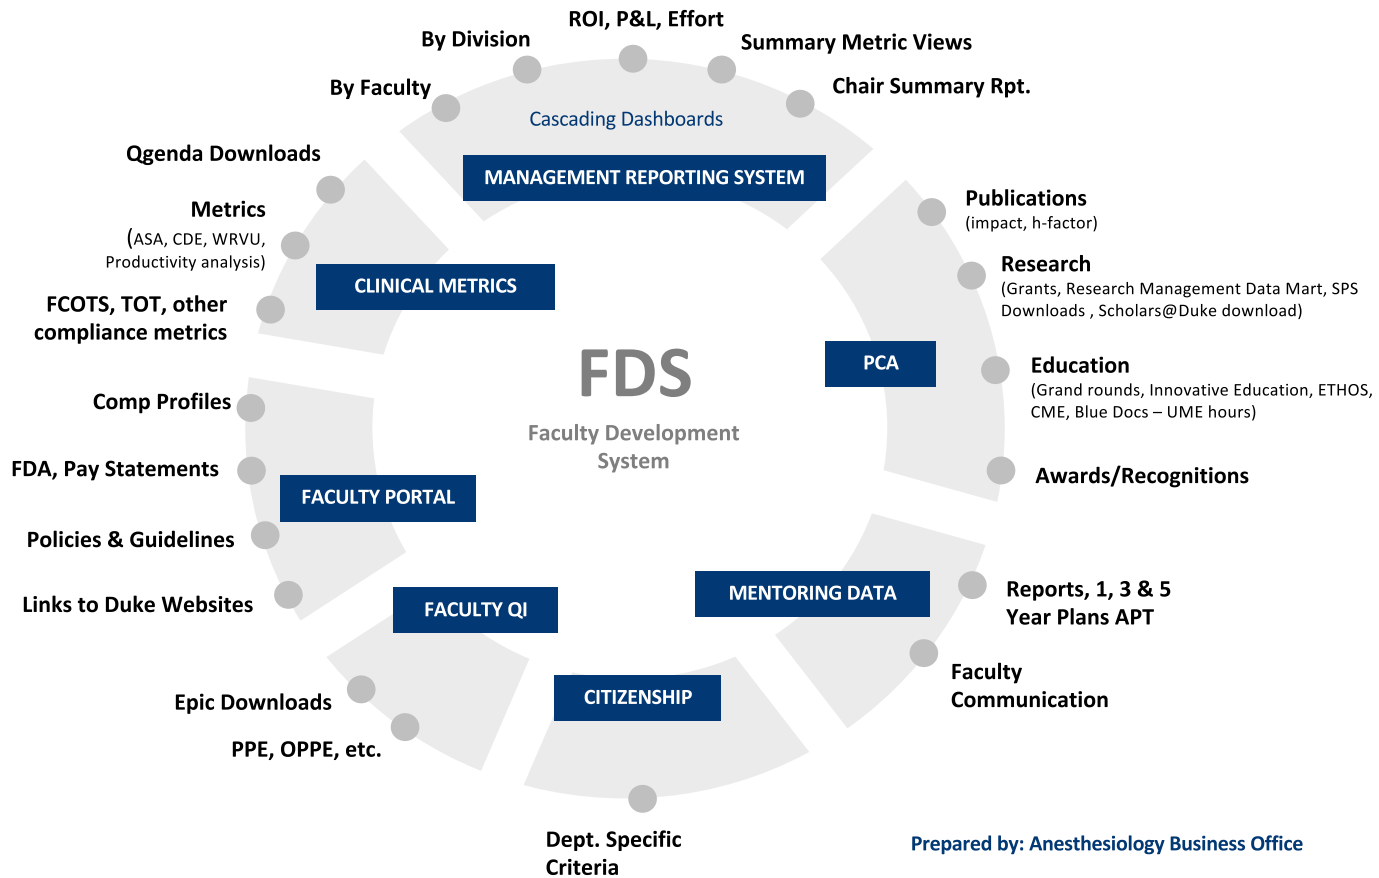 ROI, P&L, Effort
By Division
Summary Metric Views
By Faculty
Chair Summary Rpt.
Cascading Dashboards
MANAGEMENT REPORTING SYSTEM
Qgenda Downloads
Metrics
(ASA, CDE, WRVU,
Productivity analysis)
FCOTS, TOT, other
compliance metrics
CLINICAL METRICS
Publications
(impact, h-factor)
Research
(Grants, Research Management Data Mart, SPS
Downloads , Scholars@Duke download)
Education
(Grand rounds, Innovative Education, ETHOS,
CME, Blue Docs – UME hours)
Awards/Recognitions
PCA
FDS
Faculty Development
System
Comp Profiles
FDA, Pay Statements
Policies & Guidelines
Links to Duke Websites
FACULTY PORTAL
FACULTY QI
Epic Downloads
PPE, OPPE, etc.
MENTORING DATA
Reports, 1, 3 & 5
Year Plans APT
Faculty
Communication
CITIZENSHIP
Dept. Specific
Criteria
Prepared by: Anesthesiology Business Office